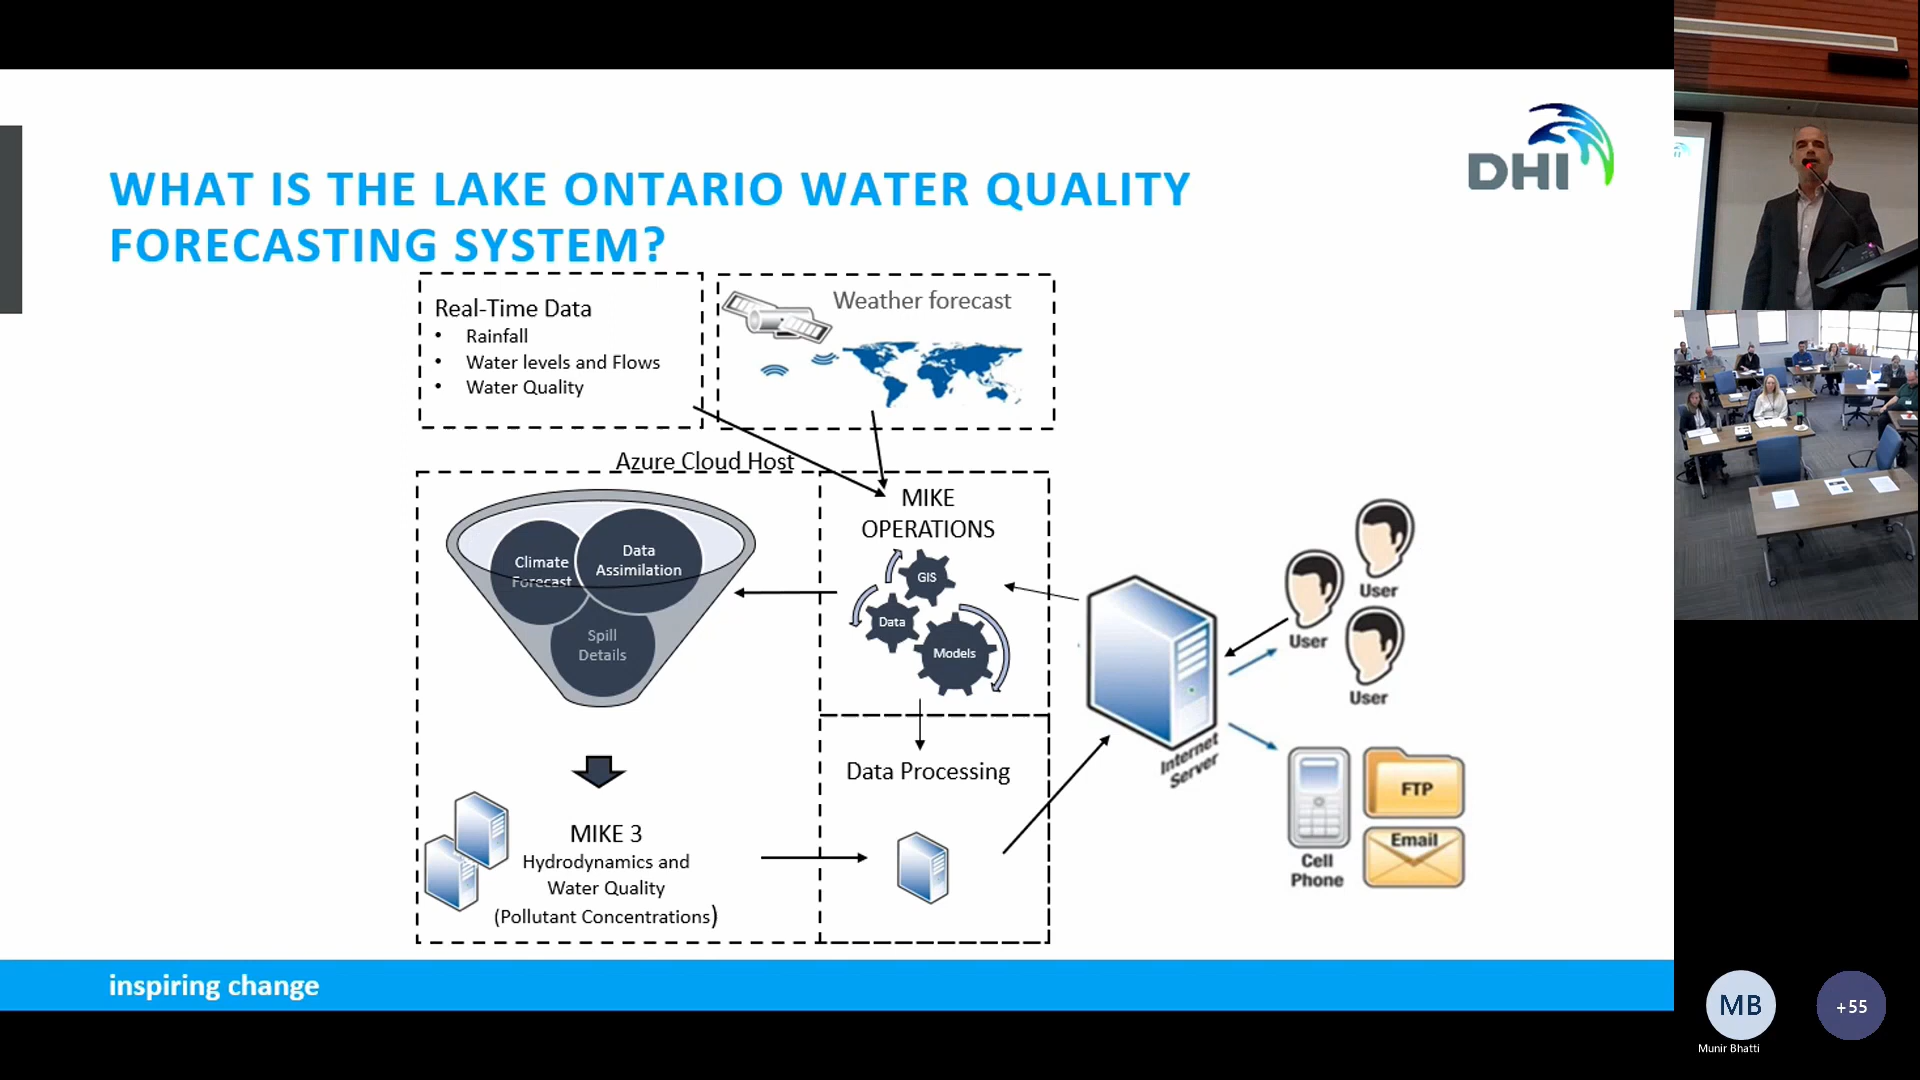 DHI
WHAT IS THE LAKE ONTARIO WATER QUALITY
FORECASTING SYSTEM?
Real-Time Data
• Rainfall
• Water levels and Flows
• Water Quality
Weather forecast
Azure Cloud Host
Climate
Forecast
Data
Assimilation
Spill
Details
MIKE
OPERATIONS
GIS
Data
Models
Data Processing
MIKE 3
Hydrodynamics and
Water Quality
(Pollutant Concentrations)
Internet
Server
User
User
User
Cell
Phone
FTP
Email
inspiring change
MB
Munir Bhatti
+55